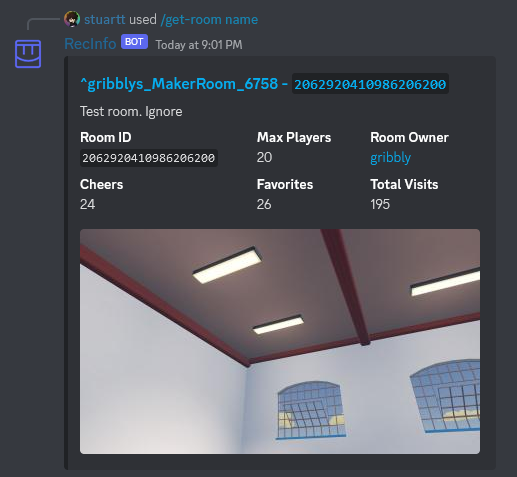 stuartt used /get-room name
RecInfo BOT Today at 9:01 PM
^gribblys_MakerRoom_6758 - 2062920410986206200
Test room. Ignore
Room ID Max Players Room Owner
2062920410986206200 20 gribbly
Cheers Favorites Total Visits
24 26 195